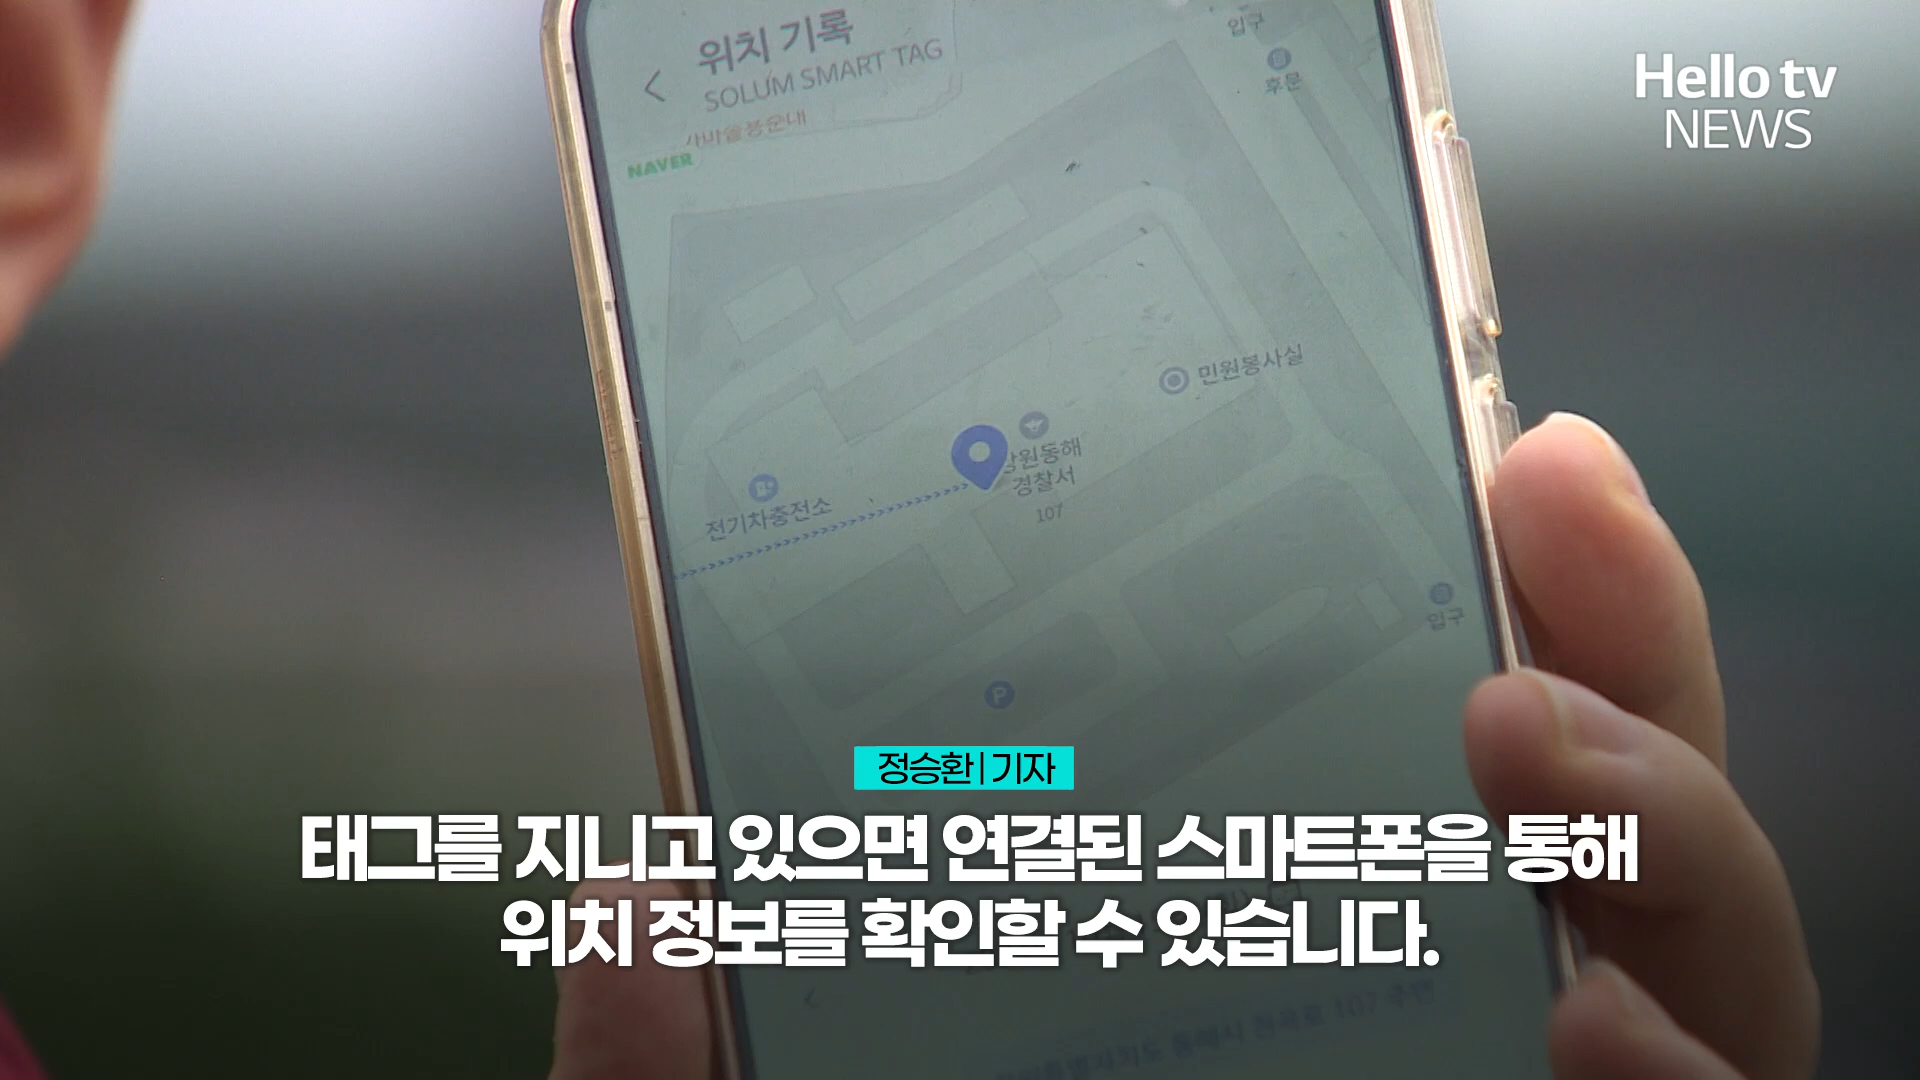 위치 기록
SOLUM SMART TAG
NAVER
입구
후문
Hello tv
NEWS
민원봉사실
강원동해
경찰서
107
전기차충전소
입구
P
정승환 | 기자
태그를 지니고 있으면 연결된 스마트폰을 통해
위치 정보를 확인할 수 있습니다.
107